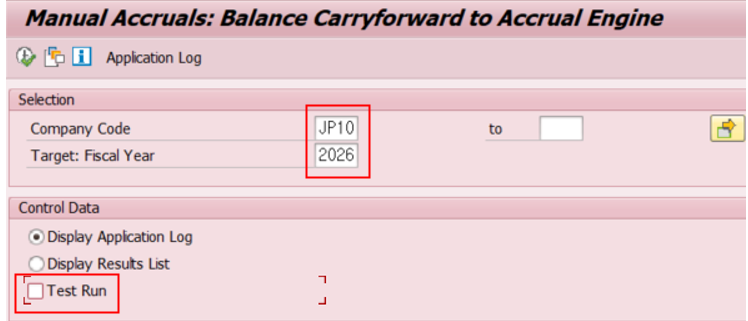 Manual Accruals: Balance Carryforward to Accrual Engine
Application Log
Selection
Company Code JP10 to
Target: Fiscal Year 2026
Control Data
Display Application Log
Display Results List
Test Run